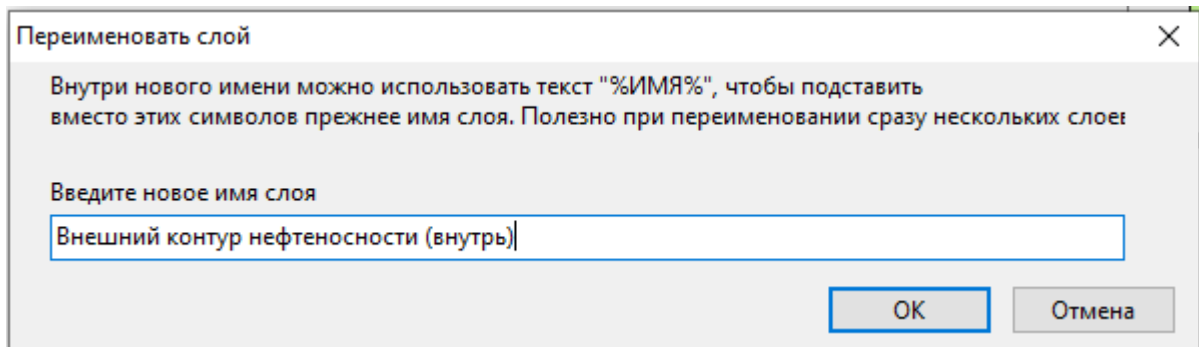 Переименовать слой
Внутри нового имени можно использовать текст "%ИМЯ%", чтобы подставить
вместо этих символов прежнее имя слоя. Полезно при переименовании сразу нескольких слоев
Введите новое имя слоя
Внешний контур нефтеносности (внутрь)
ОК
Отмена